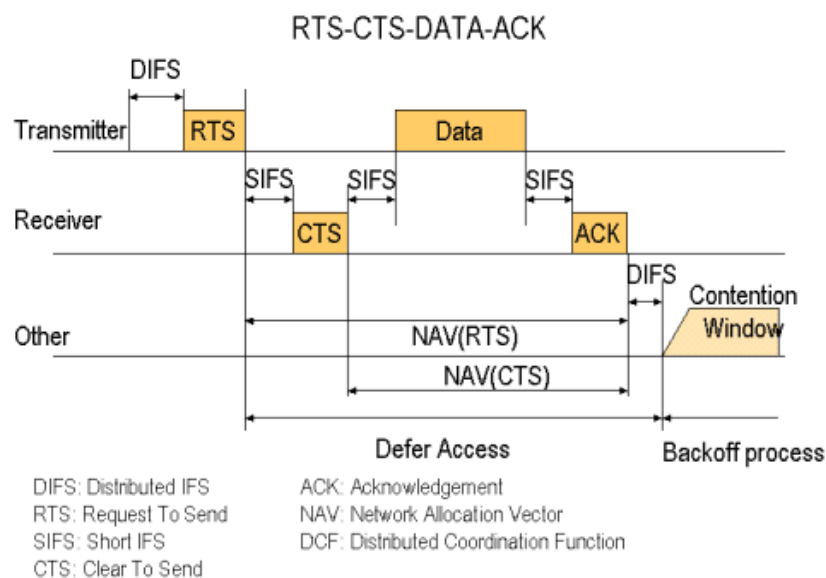 RTS-CTS-DATA-ACK
DIFS
Transmitter
RTS
Data
SIFS
SIFS
SIFS
Receiver
CTS
ACK
DIFS
Contention
Window
Other
NAV(RTS)
NAV(CTS)
Defer Access
Backoff process
DIFS: Distributed IFS
RTS: Request To Send
SIFS: Short IFS
CTS: Clear To Send
ACK: Acknowledgement
NAV: Network Allocation Vector
DCF: Distributed Coordination Function